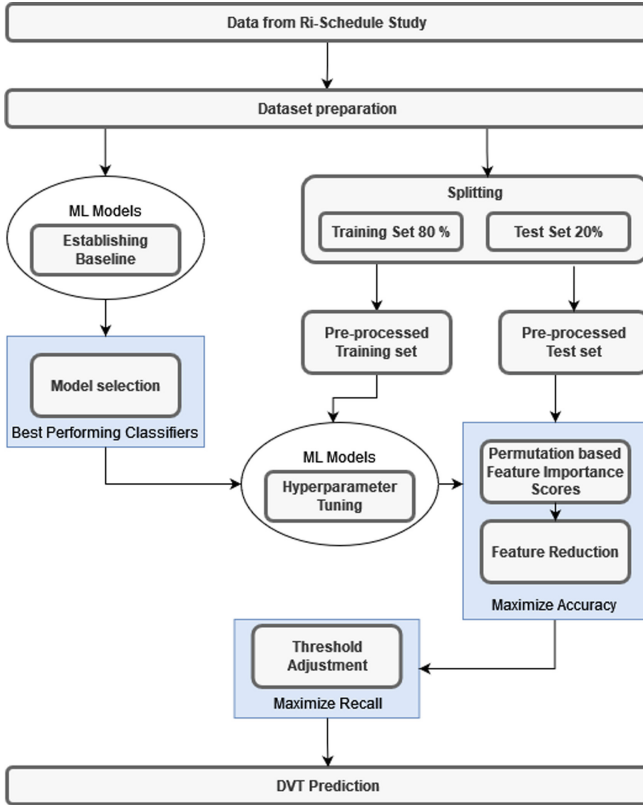 Data from Ri-Schedule Study
Dataset preparation
ML Models
Establishing
Baseline
Splitting
Training Set 80 %
Test Set 20%
Pre-processed
Training set
Pre-processed
Test set
Model selection
Best Performing Classifiers
ML Models
Hyperparameter
Tuning
Permutation based
Feature Importance
Scores
Feature Reduction
Maximize Accuracy
Threshold
Adjustment
Maximize Recall
DVT Prediction